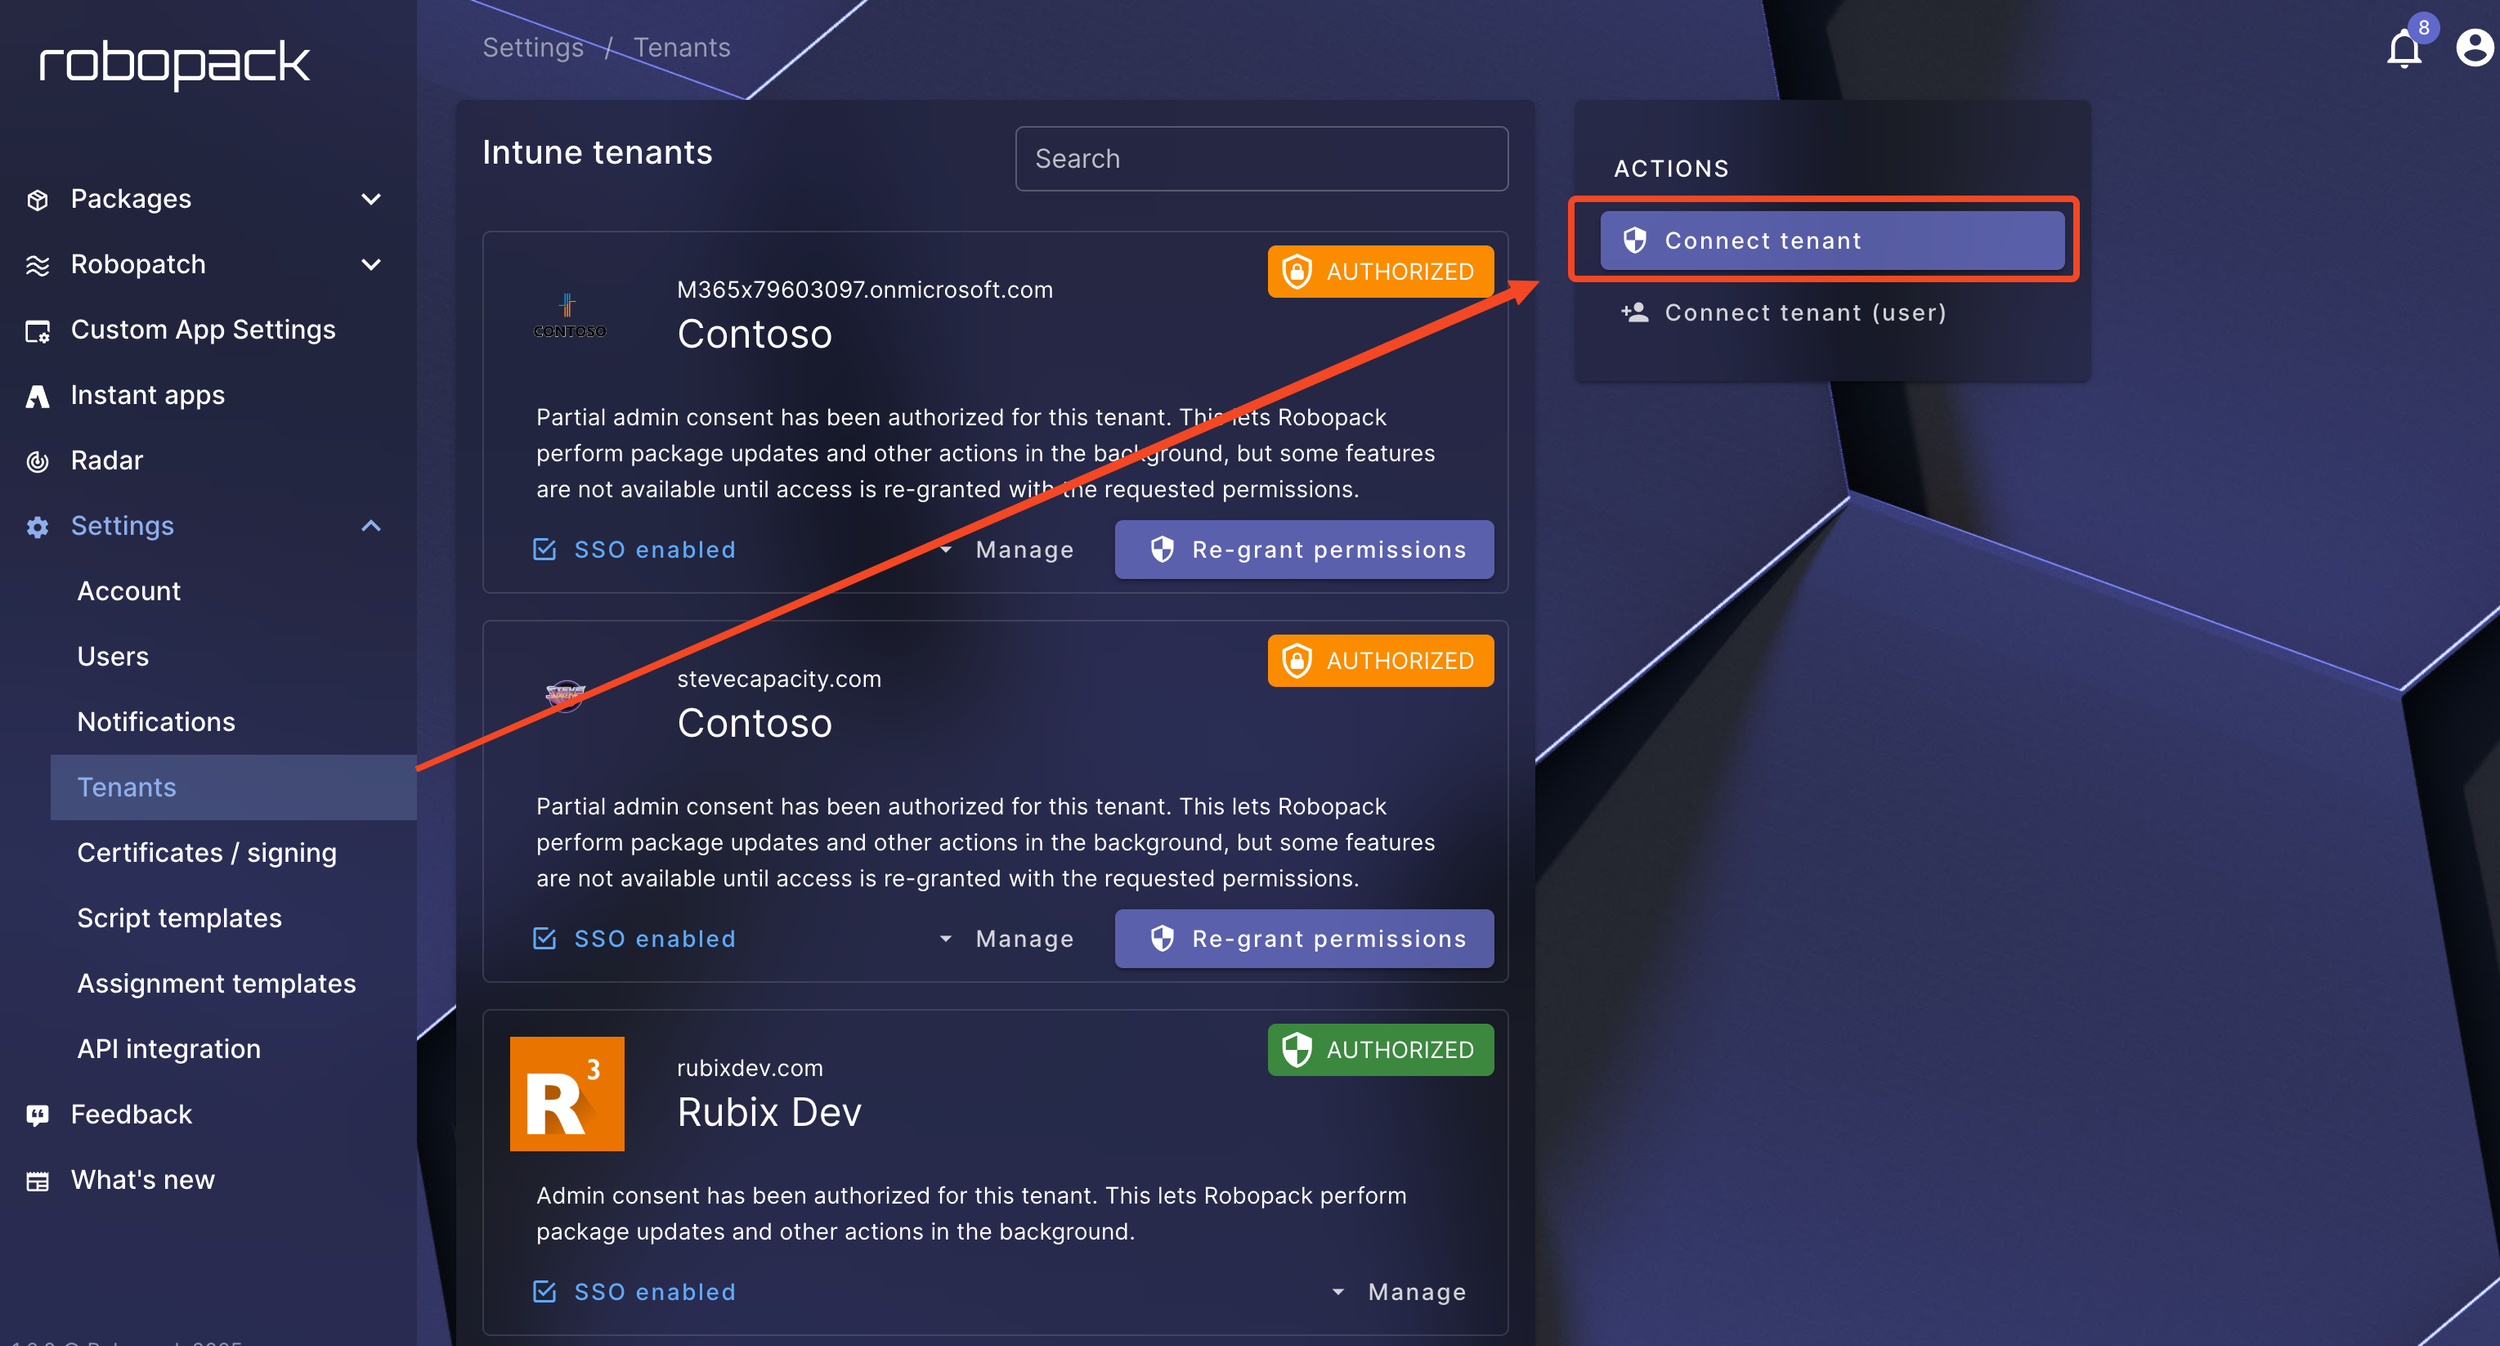 robopack
Packages
Robopatch
Custom App Settings
Instant apps
Radar
Settings
Account
Users
Notifications
Tenants
Certificates / signing
Script templates
Assignment templates
API integration
Feedback
What's new
Settings / Tenants
8
Intune tenants
Search
CONTOSO
M365x79603097.onmicrosoft.com
Contoso
AUTHORIZED
Partial admin consent has been authorized for this tenant. This lets Robopack
perform package updates and other actions in the background, but some features
are not available until access is re-granted with the requested permissions.
SSO enabled
Manage
Re-grant permissions
STEVE
stevecapacity.com
Contoso
AUTHORIZED
Partial admin consent has been authorized for this tenant. This lets Robopack
perform package updates and other actions in the background, but some features
are not available until access is re-granted with the requested permissions.
SSO enabled
Manage
Re-grant permissions
R3
rubixdev.com
Rubix Dev
AUTHORIZED
Admin consent has been authorized for this tenant. This lets Robopack perform
package updates and other actions in the background.
SSO enabled
Manage
ACTIONS
Connect tenant
Connect tenant (user)